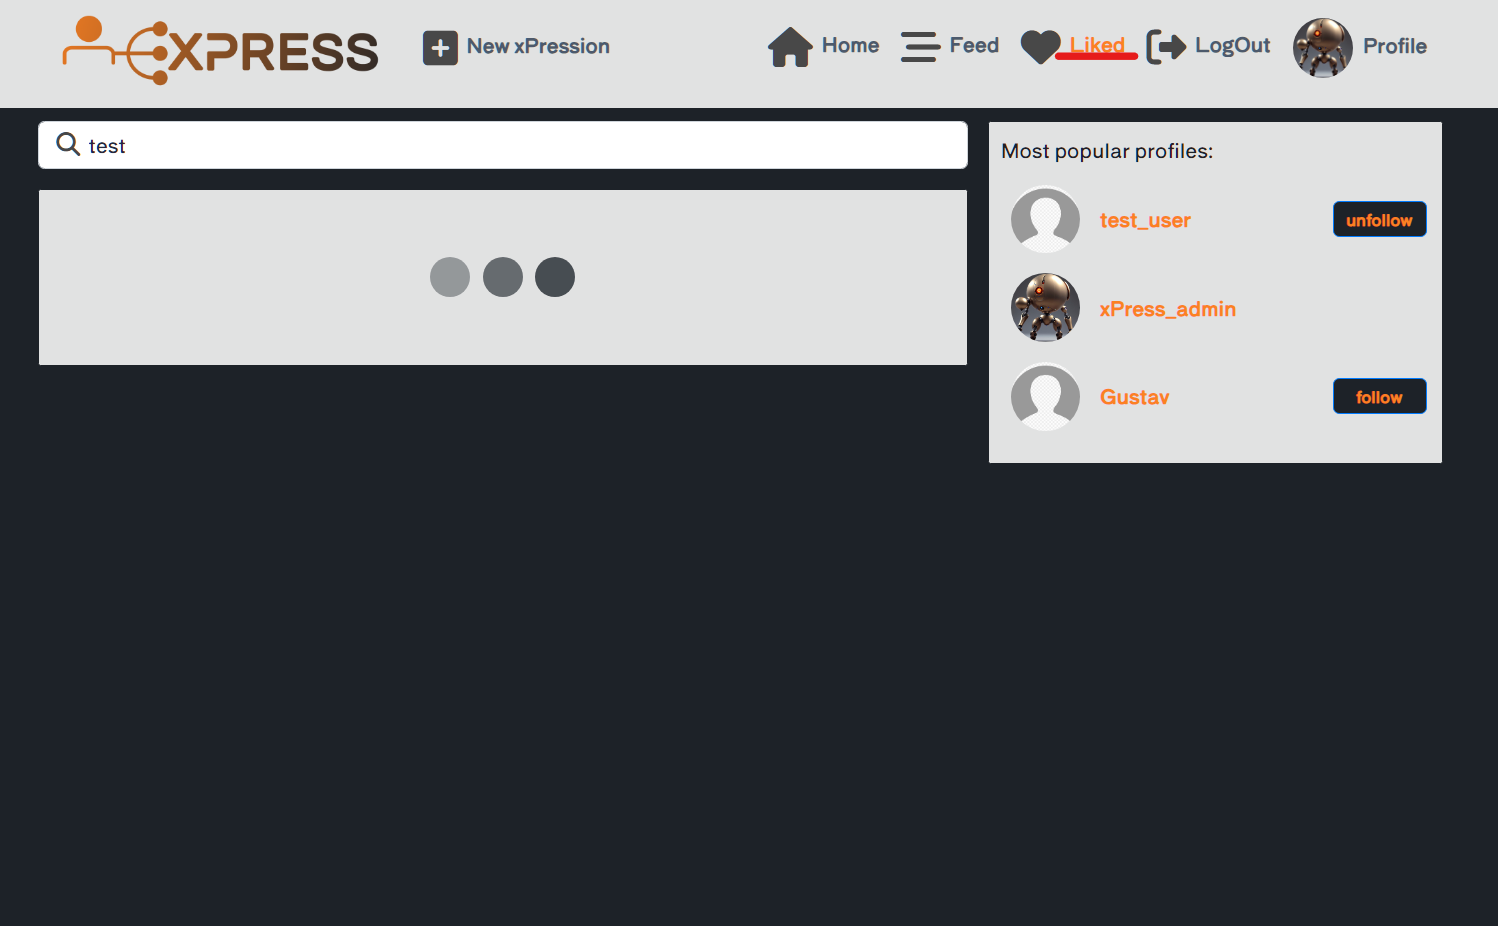 XPRESS
New xPression
Home
Feed
Liked
LogOut
Profile
test
Most popular profiles:
test_user
unfollow
xPress_admin
Gustav
follow